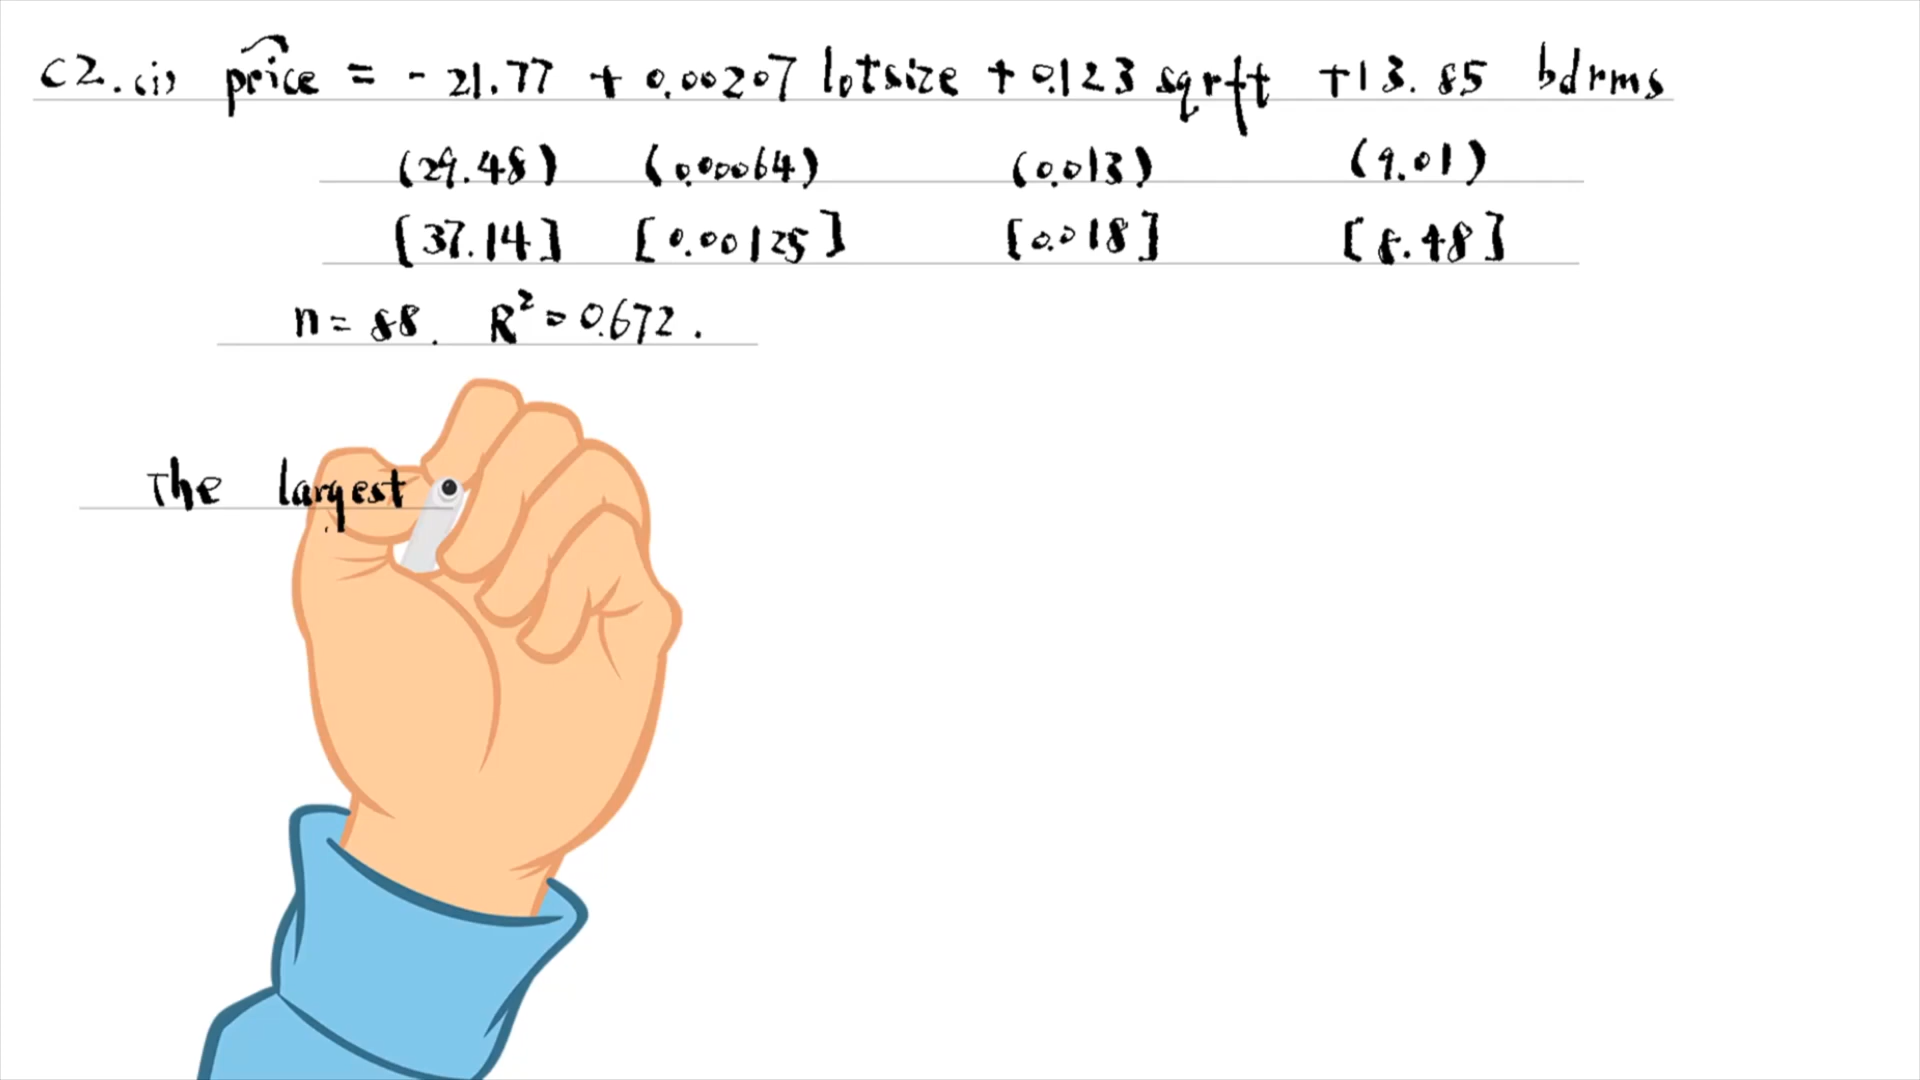 C2. (i) price = - 21.77 + 0.00207 lotsize + 0.123 sqrft + 13.85 bdrms
(29.48) (0.00064) (0.013) (9.01)
[37.14] [0.00125] [0.018] [8.48]
n = 88. R² = 0.672.
The largest